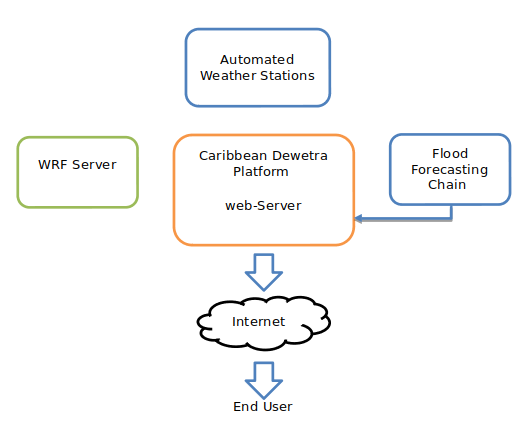 Automated
Weather Stations
WRF Server
Caribbean Dewetra
Platform
web-Server
Flood
Forecasting
Chain
Internet
End User